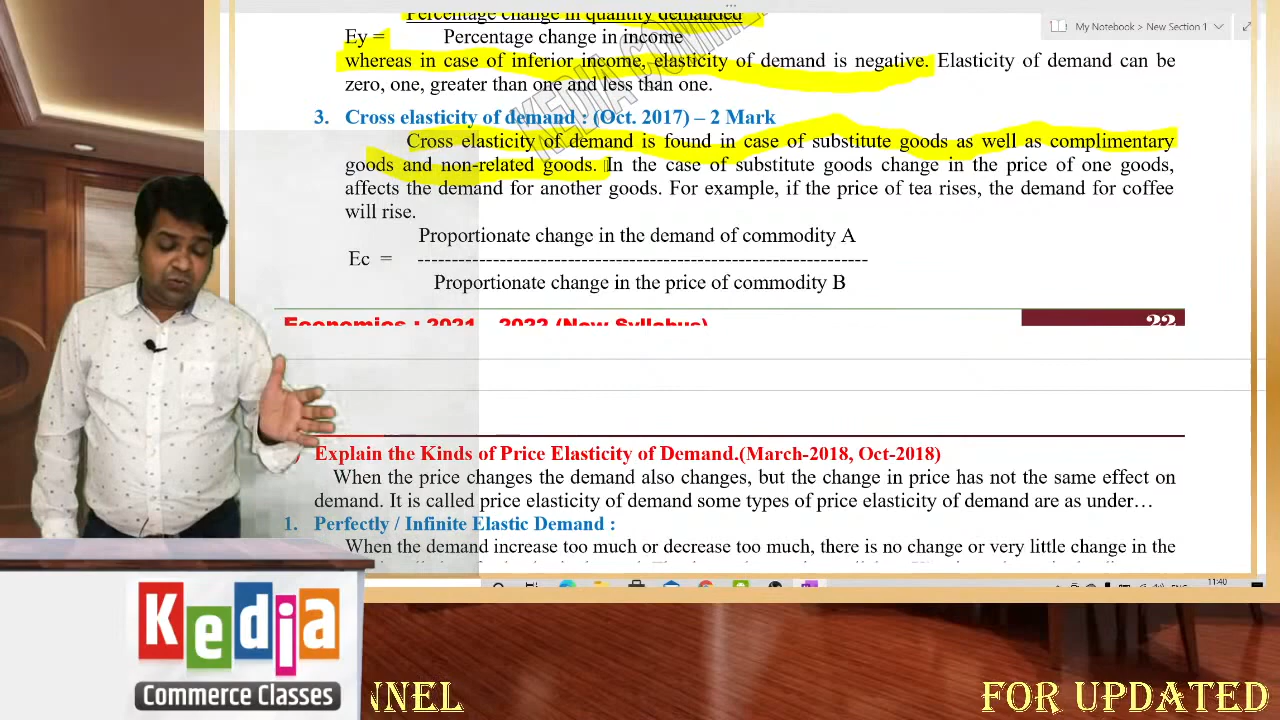 Percentage change in quantity demanded
My Notebook > New Section 1
Ey = Percentage change in income
whereas in case of inferior income, elasticity of demand is negative. Elasticity of demand can be
zero, one, greater than one and less than one.
3. Cross elasticity of demand : (Oct. 2017) – 2 Mark
Cross elasticity of demand is found in case of substitute goods as well as complimentary
goods and non-related goods. In the case of substitute goods change in the price of one goods,
affects the demand for another goods. For example, if the price of tea rises, the demand for coffee
will rise.
Proportionate change in the demand of commodity A
Ec = -----------------------------------------------------
Proportionate change in the price of commodity B
Economics : 2021 – 2022 (New Syllabus) 22
Explain the Kinds of Price Elasticity of Demand.(March-2018, Oct-2018)
When the price changes the demand also changes, but the change in price has not the same effect on
demand. It is called price elasticity of demand some types of price elasticity of demand are as under…
1. Perfectly / Infinite Elastic Demand :
When the demand increase too much or decrease too much, there is no change or very little change in the
11:40
Kedia
Commerce Classes
NNEL FOR UPDATED